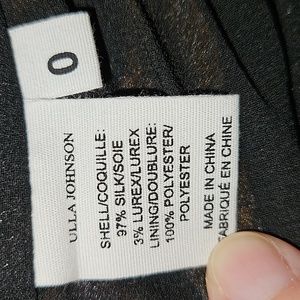 0
ULLA JOHNSON
SHELL/COQUILLE:
97% SILK/SOIE
3% LUREX/LUREX
LINING/DOUBLURE:
100% POLYESTER/
POLYESTER
MADE IN CHINA
FABRIQUÉ EN CHINE